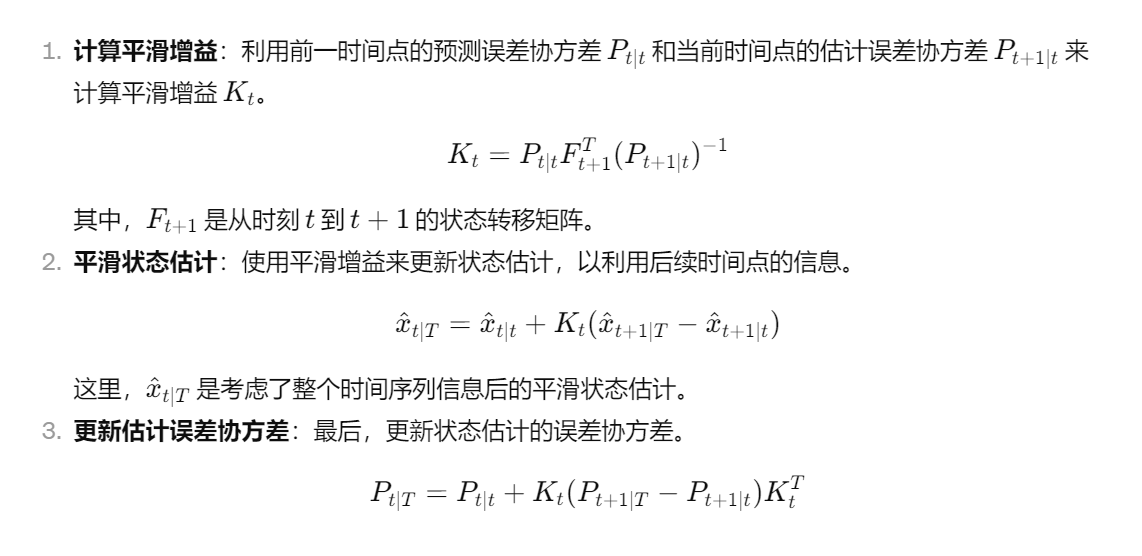 1. 计算平滑增益：利用前一时间点的预测误差协方差 P_{t|t} 和当前时间点的估计误差协方差 P_{t+1|t} 来
计算平滑增益 K_t。
K_t = P_{t|t}F_{t+1}^T(P_{t+1|t})^{-1}
其中，F_{t+1} 是从时刻 t 到 t + 1 的状态转移矩阵。
2. 平滑状态估计：使用平滑增益来更新状态估计，以利用后续时间点的信息。
x̂_{t|T} = x̂_{t|t} + K_t(x̂_{t+1|T} − x̂_{t+1|t})
这里，x̂_{t|T} 是考虑了整个时间序列信息后的平滑状态估计。
3. 更新估计误差协方差：最后，更新状态估计的误差协方差。
P_{t|T} = P_{t|t} + K_t(P_{t+1|T} − P_{t+1|t})K_t^T